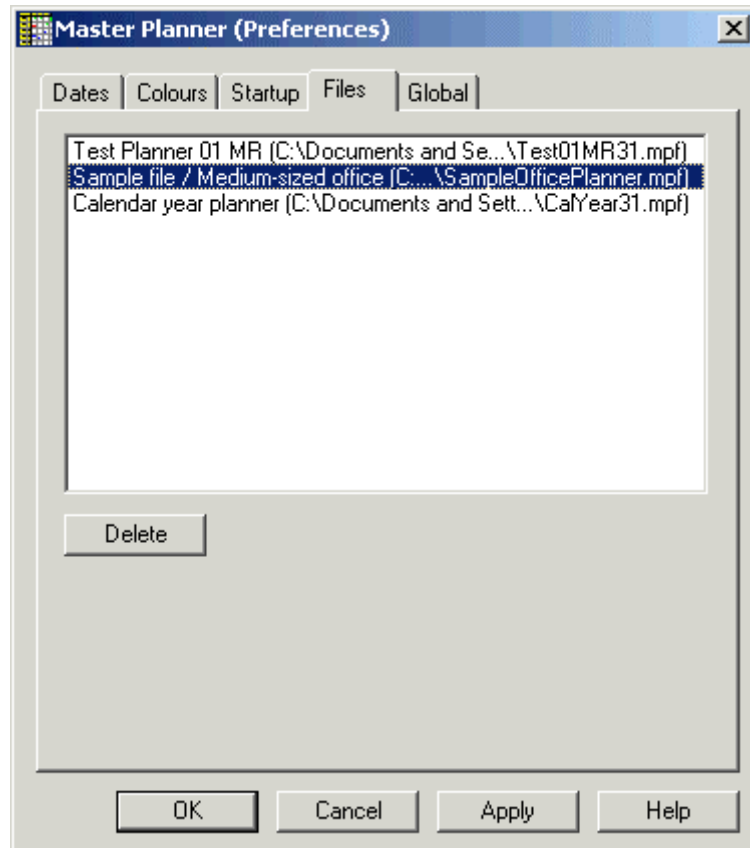 Master Planner (Preferences)
Dates Colours Startup Files Global
Test Planner 01 MR (C:\Documents and Se...\Test01MR31.mpf)
Sample file / Medium-sized office (C:...\SampleOfficePlanner.mpf)
Calendar year planner (C:\Documents and Sett...\CalYear31.mpf)
Delete
OK Cancel Apply Help